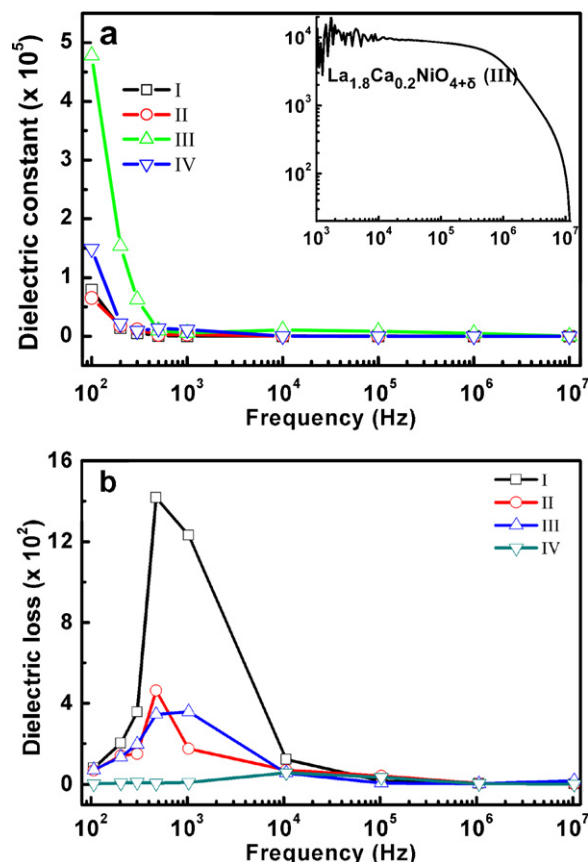 a
Dielectric constant (x 10⁵)
5
4
3
2
1
0
I
II
III
IV
10⁴
10³
10²
La₁.₈Ca₀.₂NiO₄₊δ (III)
10³ 10⁴ 10⁵ 10⁶ 10⁷
10² 10³ 10⁴ 10⁵ 10⁶ 10⁷
Frequency (Hz)
b
Dielectric loss (x 10²)
16
12
8
4
0
I
II
III
IV
10² 10³ 10⁴ 10⁵ 10⁶ 10⁷
Frequency (Hz)